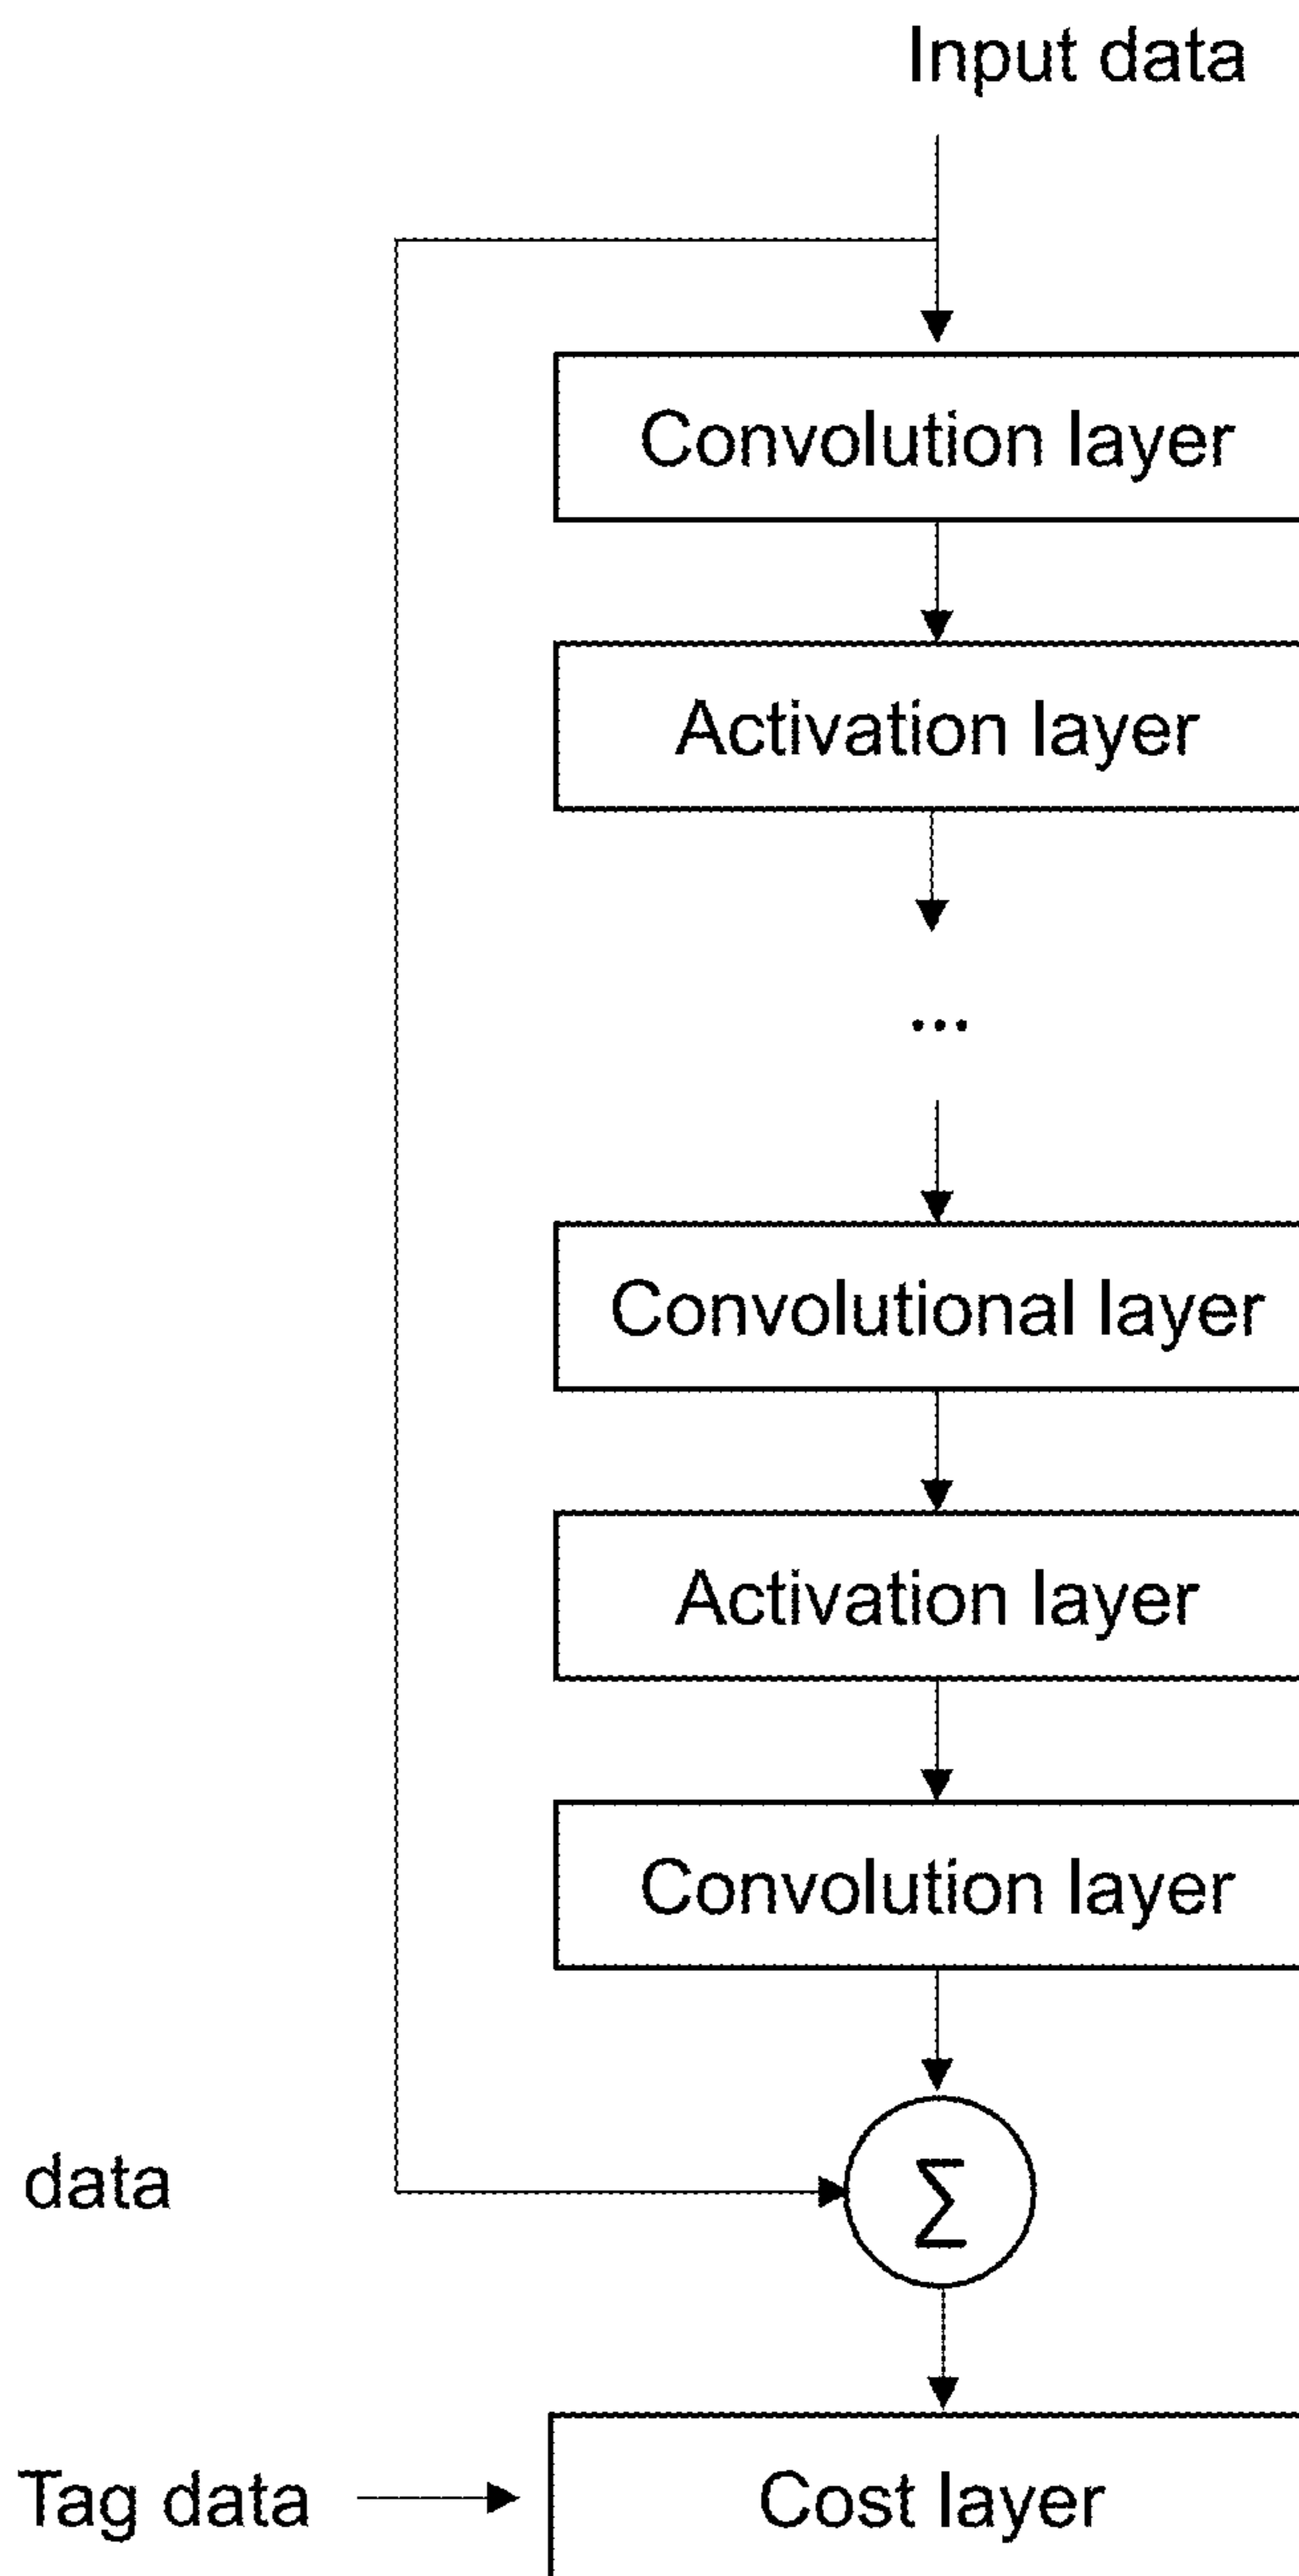 Input data
Convolution layer
Activation layer
...
Convolutional layer
Activation layer
Convolution layer
data
∑
Tag data
Cost layer